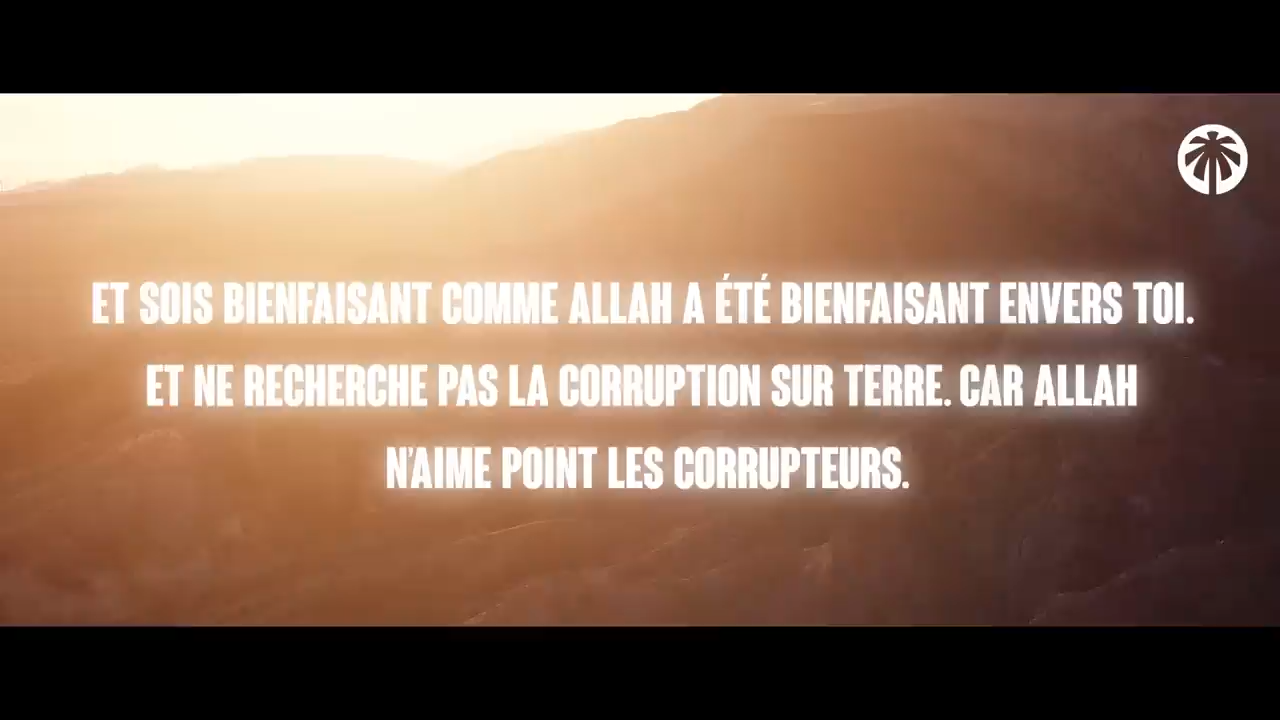 ET SOIS BIENFAISANT COMME ALLAH A ÉTÉ BIENFAISANT ENVERS TOI.
ET NE RECHERCHE PAS LA CORRUPTION SUR TERRE. CAR ALLAH
N'AIME POINT LES CORRUPTEURS.